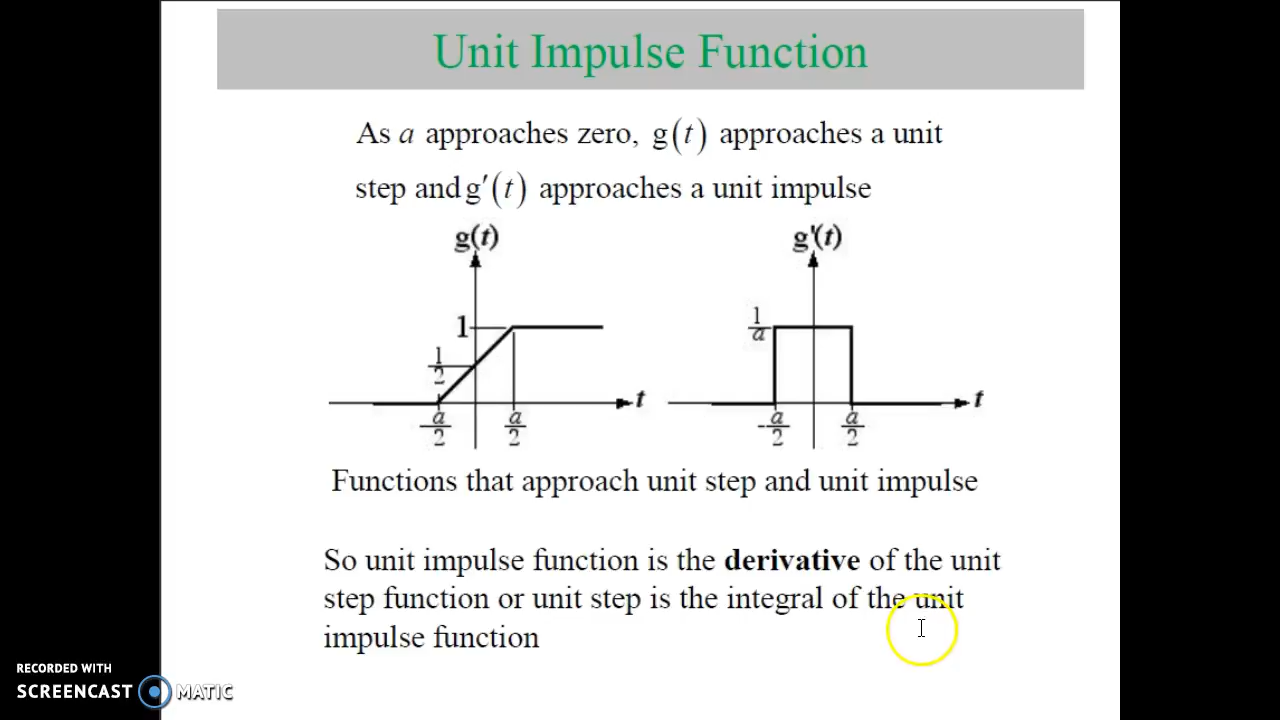 Unit Impulse Function
As a approaches zero, g(t) approaches a unit
step and g′(t) approaches a unit impulse
g(t)
g'(t)
1
1/a
1/2
t
t
-a/2
a/2
-a/2
a/2
Functions that approach unit step and unit impulse
So unit impulse function is the derivative of the unit
step function or unit step is the integral of the unit
impulse function
RECORDED WITH
SCREENCAST MATIC